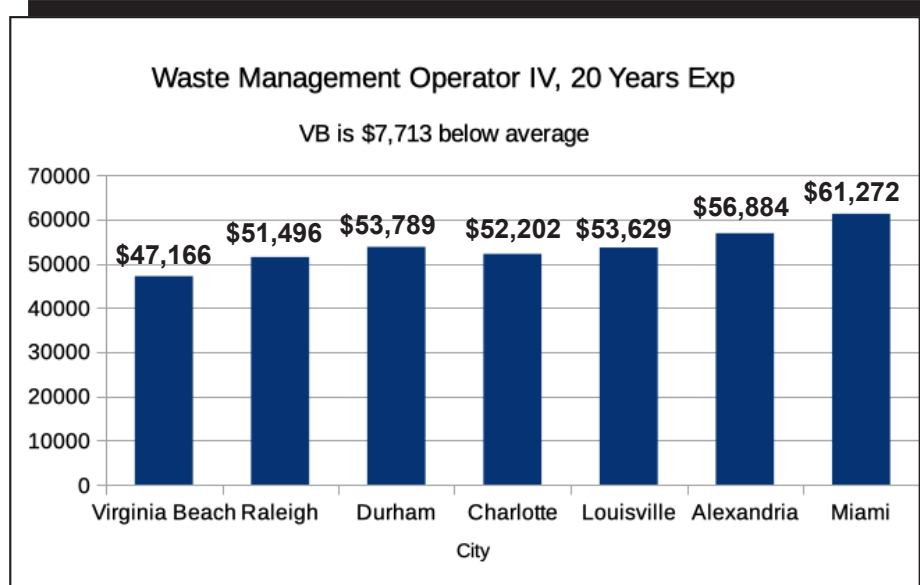 Waste Management Operator IV, 20 Years Exp
VB is $7,713 below average
70000
60000
50000
40000
30000
20000
10000
0
$47,166
$51,496
$53,789
$52,202
$53,629
$56,884
$61,272
Virginia Beach
Raleigh
Durham
Charlotte
Louisville
Alexandria
Miami
City